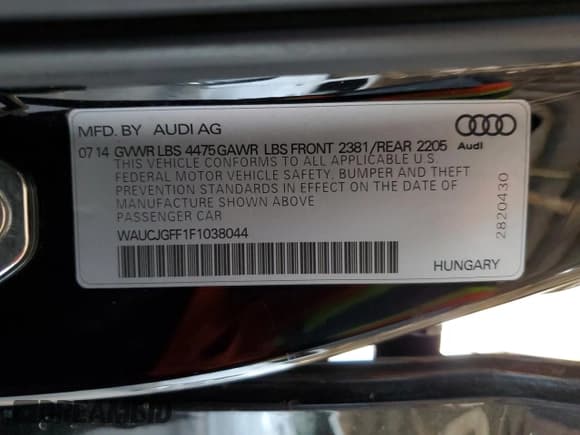 MFD. BY AUDI AG
07 14 GVWR LBS 4475 GAWR LBS FRONT 2381/REAR 2205
THIS VEHICLE CONFORMS TO ALL APPLICABLE U.S.
FEDERAL MOTOR VEHICLE SAFETY, BUMPER AND THEFT
PREVENTION STANDARDS IN EFFECT ON THE DATE OF
MANUFACTURE SHOWN ABOVE
PASSENGER CAR
WAUCJGFF1F1038044
HUNGARY
Audi
2820430